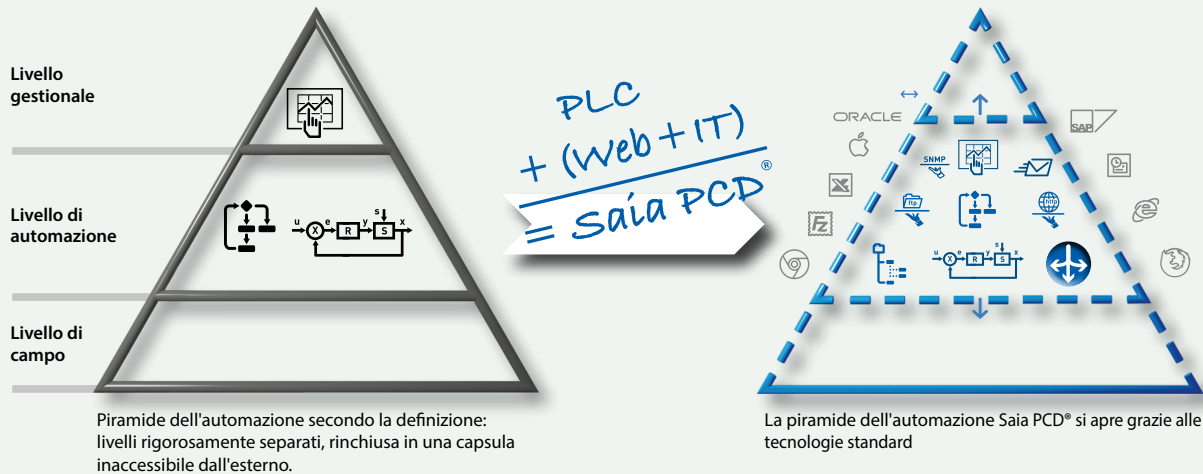 Livello
gestionale
Livello di
automazione
Livello di
campo
u
e
y
s
x
X
R
S
Piramide dell'automazione secondo la definizione:
livelli rigorosamente separati, rinchiusa in una capsula
inaccessibile dall'esterno.
PLC
+ (Web + IT)
= Saia PCD®
ORACLE
SAP
SNMP
X
ftp
http
FZ
u
e
y
s
x
X
R
S
La piramide dell'automazione Saia PCD® si apre grazie alle
tecnologie standard